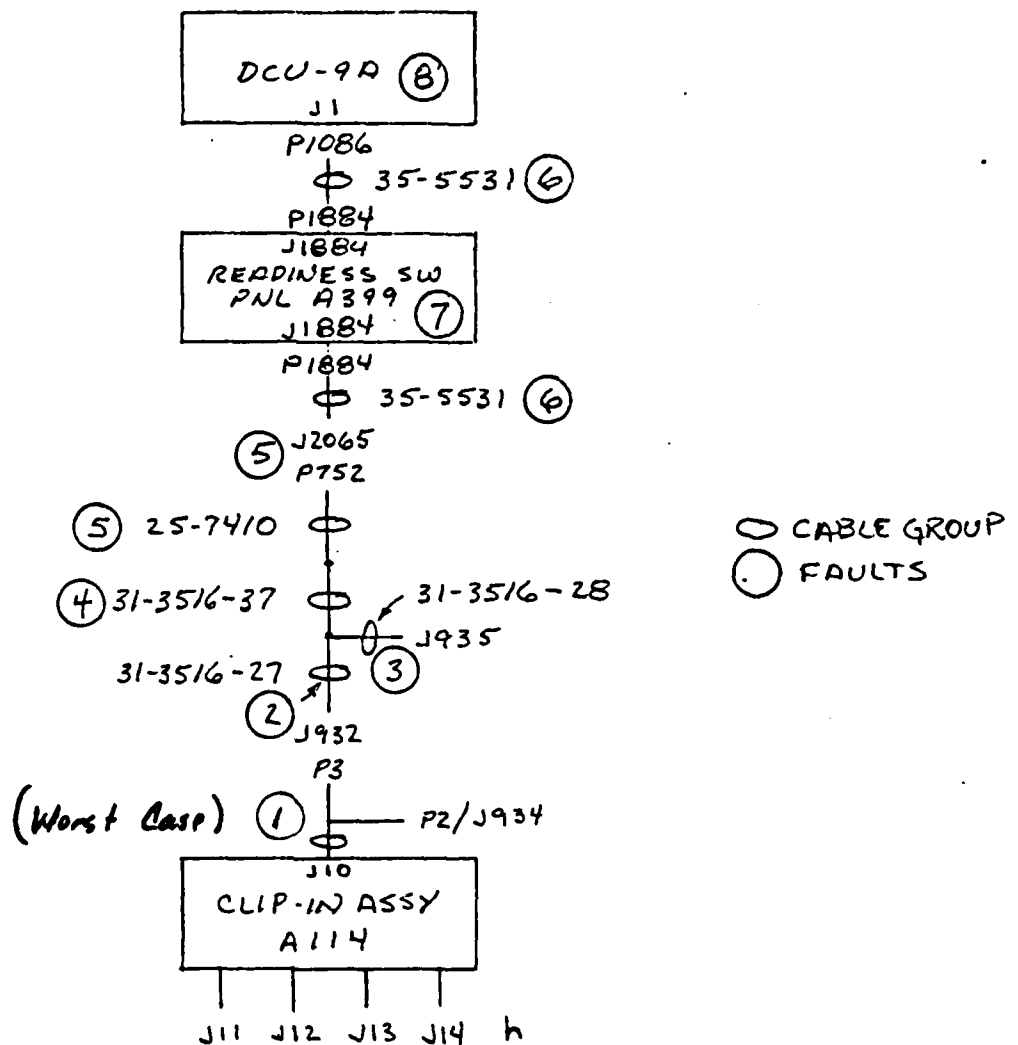 DCU-9A 8
J1
P1086
35-5531 6
P1884
J1884
READINESS SW
PNL A399
7
J1884
P1884
35-5531 6
J2065
5
P752
5 25-7410
CABLE GROUP
FAULTS
4 31-3516-37
31-3516-28
J935
3
31-3516-27
2
J932
P3
(Worst Case) 1
P2/J934
J10
CLIP-IN ASSY
A114
J11 J12 J13 J14 h